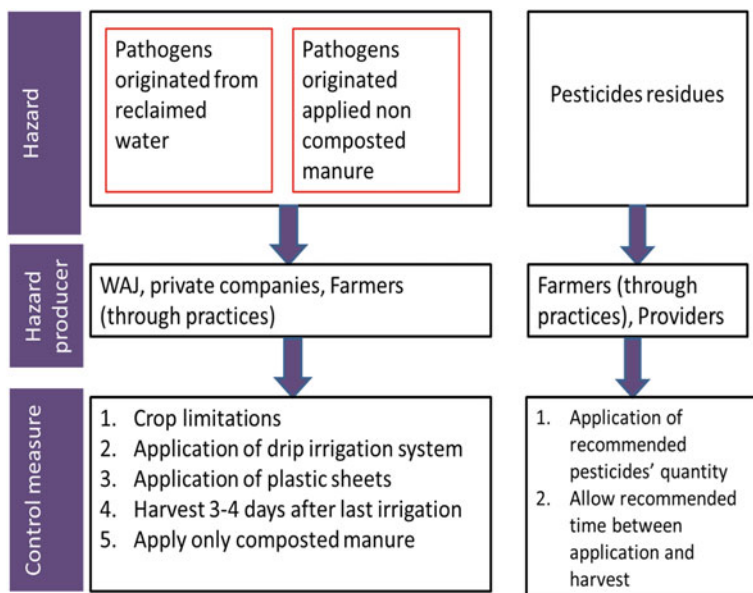 Hazard
Pathogens
originated from
reclaimed
water
Pathogens
originated
applied non
composted
manure
Pesticides residues
Hazard
producer
WAJ, private companies, Farmers
(through practices)
Farmers (through
practices), Providers
Control measure
1. Crop limitations
2. Application of drip irrigation system
3. Application of plastic sheets
4. Harvest 3-4 days after last irrigation
5. Apply only composted manure
1. Application of
recommended
pesticides’ quantity
2. Allow recommended
time between
application and
harvest